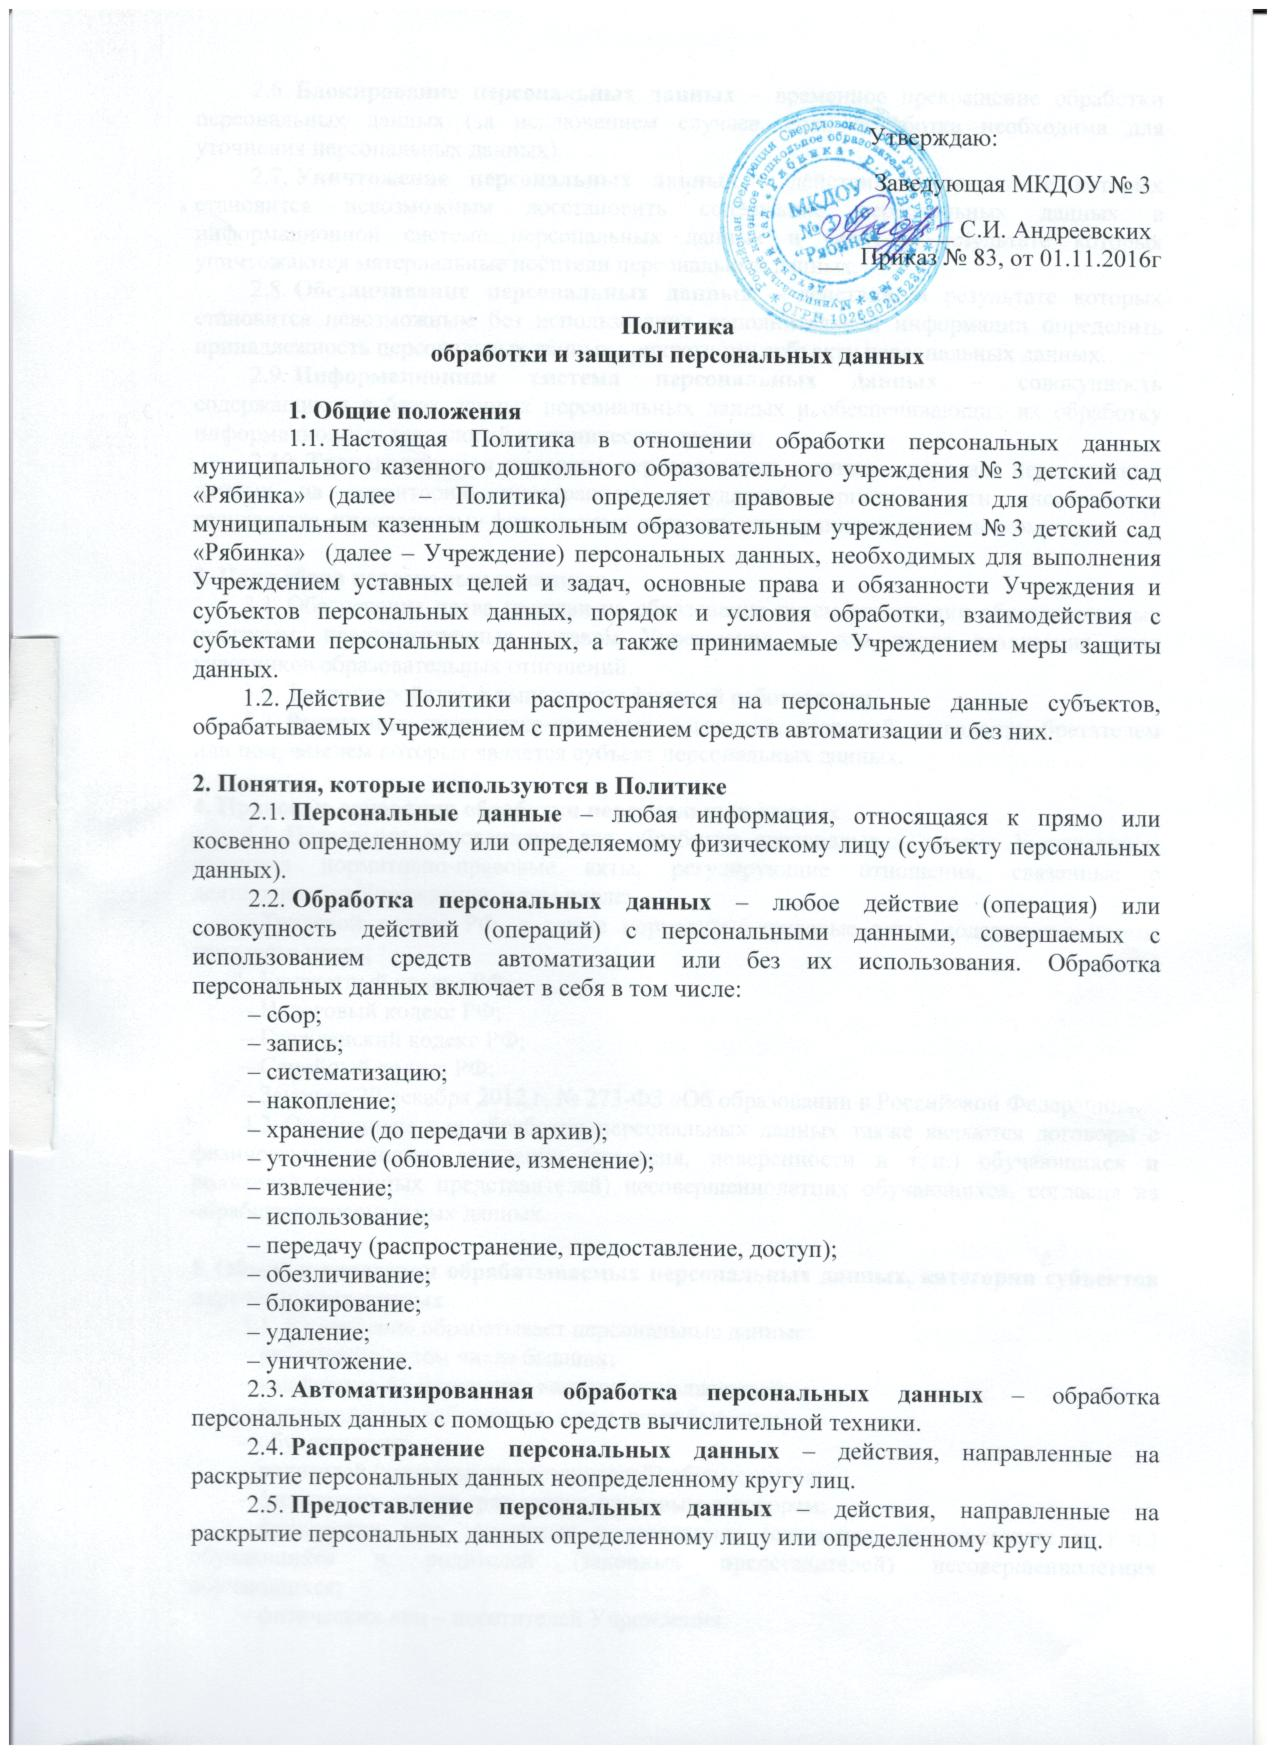 Утверждаю:
Заведующая МКДОУ № 3
С.И. Андреевских
Приказ № 83, от 01.11.2016г
МКДОУ
№ 3
«Рябинка»
Политика
обработки и защиты персональных данных
1. Общие положения
1.1. Настоящая Политика в отношении обработки персональных данных
муниципального казенного дошкольного образовательного учреждения № 3 детский сад
«Рябинка» (далее – Политика) определяет правовые основания для обработки
муниципальным казенным дошкольным образовательным учреждением № 3 детский сад
«Рябинка» (далее – Учреждение) персональных данных, необходимых для выполнения
Учреждением уставных целей и задач, основные права и обязанности Учреждения и
субъектов персональных данных, порядок и условия обработки, взаимодействия с
субъектами персональных данных, а также принимаемые Учреждением меры защиты
данных.
1.2. Действие Политики распространяется на персональные данные субъектов,
обрабатываемых Учреждением с применением средств автоматизации и без них.
2. Понятия, которые используются в Политике
2.1. Персональные данные – любая информация, относящаяся к прямо или
косвенно определенному или определяемому физическому лицу (субъекту персональных
данных).
2.2. Обработка персональных данных – любое действие (операция) или
совокупность действий (операций) с персональными данными, совершаемых с
использованием средств автоматизации или без их использования. Обработка
персональных данных включает в себя в том числе:
– сбор;
– запись;
– систематизацию;
– накопление;
– хранение (до передачи в архив);
– уточнение (обновление, изменение);
– извлечение;
– использование;
– передачу (распространение, предоставление, доступ);
– обезличивание;
– блокирование;
– удаление;
– уничтожение.
2.3. Автоматизированная обработка персональных данных – обработка
персональных данных с помощью средств вычислительной техники.
2.4. Распространение персональных данных – действия, направленные на
раскрытие персональных данных неопределенному кругу лиц.
2.5. Предоставление персональных данных – действия, направленные на
раскрытие персональных данных определенному лицу или определенному кругу лиц.